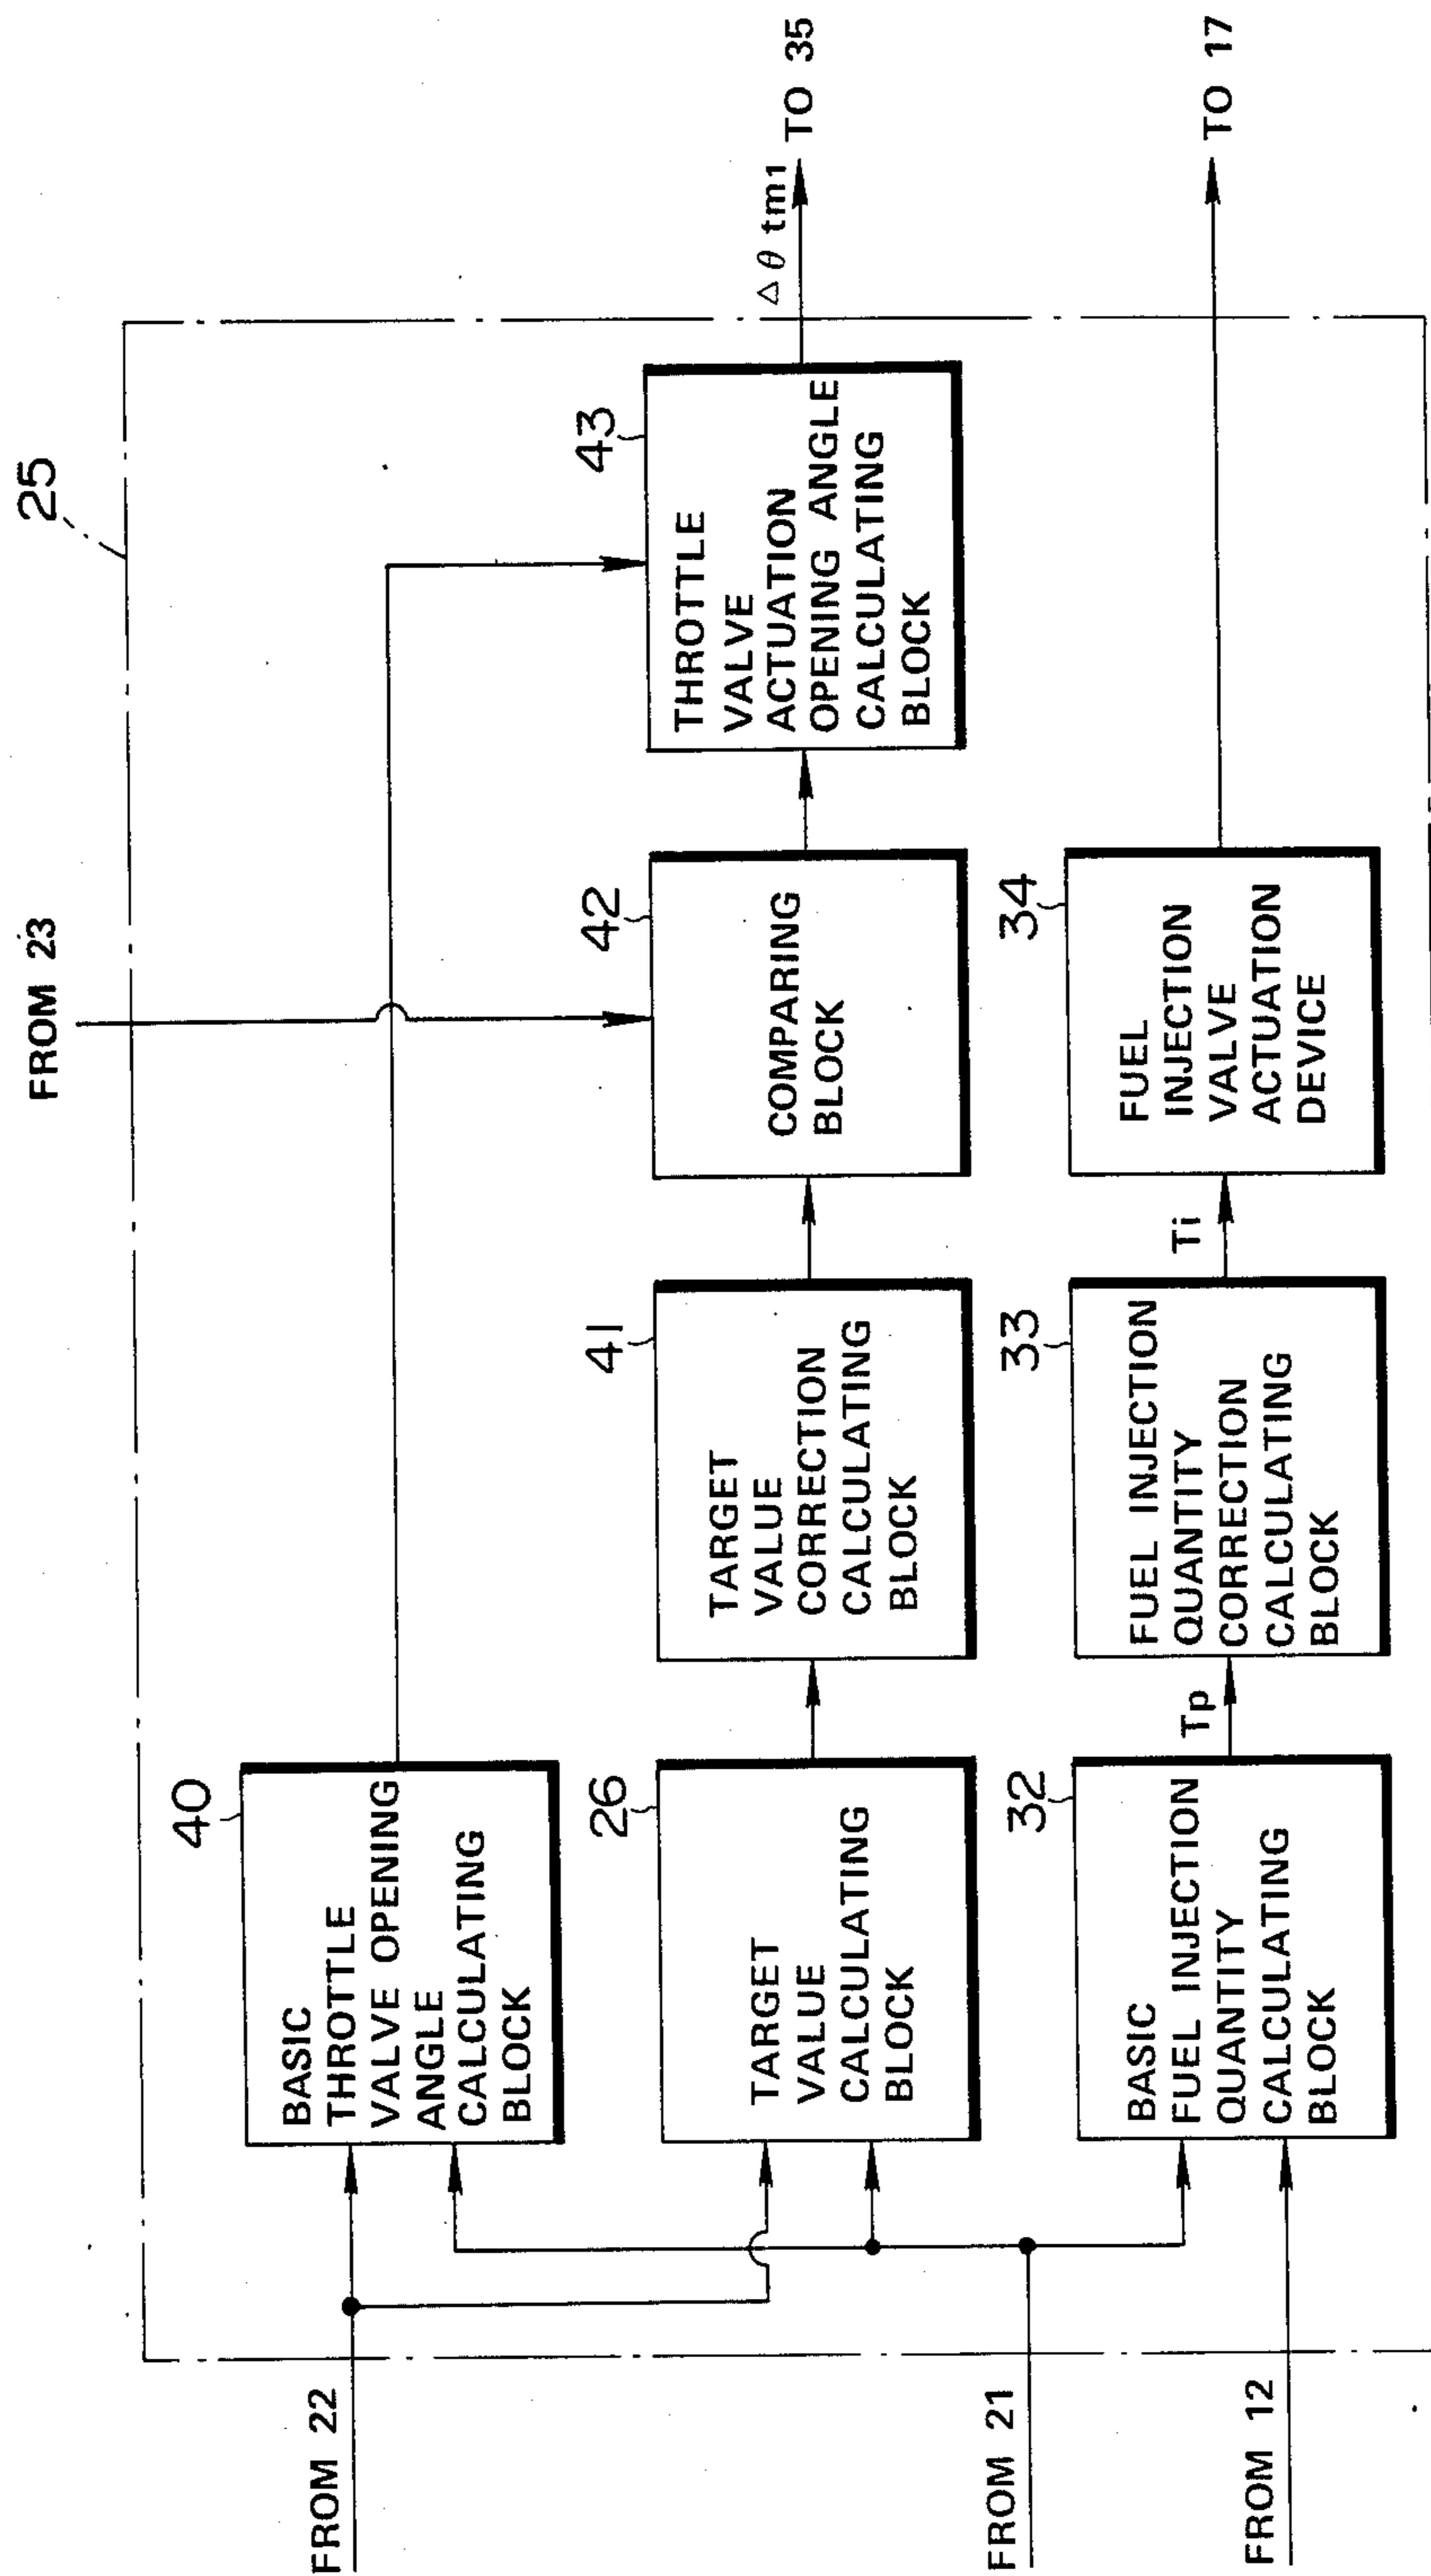 25
FROM 23
FROM 22
FROM 21
FROM 12
40
BASIC
THROTTLE
VALVE OPENING
ANGLE
CALCULATING
BLOCK
26
TARGET
VALUE
CALCULATING
BLOCK
41
TARGET
VALUE
CORRECTION
CALCULATING
BLOCK
42
COMPARING
BLOCK
43
THROTTLE
VALVE
ACTUATION
OPENING ANGLE
CALCULATING
BLOCK
△θ tm1
TO 35
32
BASIC
FUEL INJECTION
QUANTITY
CALCULATING
BLOCK
Tp
33
FUEL INJECTION
QUANTITY
CORRECTION
CALCULATING
BLOCK
Ti
34
FUEL
INJECTION
VALVE
ACTUATION
DEVICE
TO 17